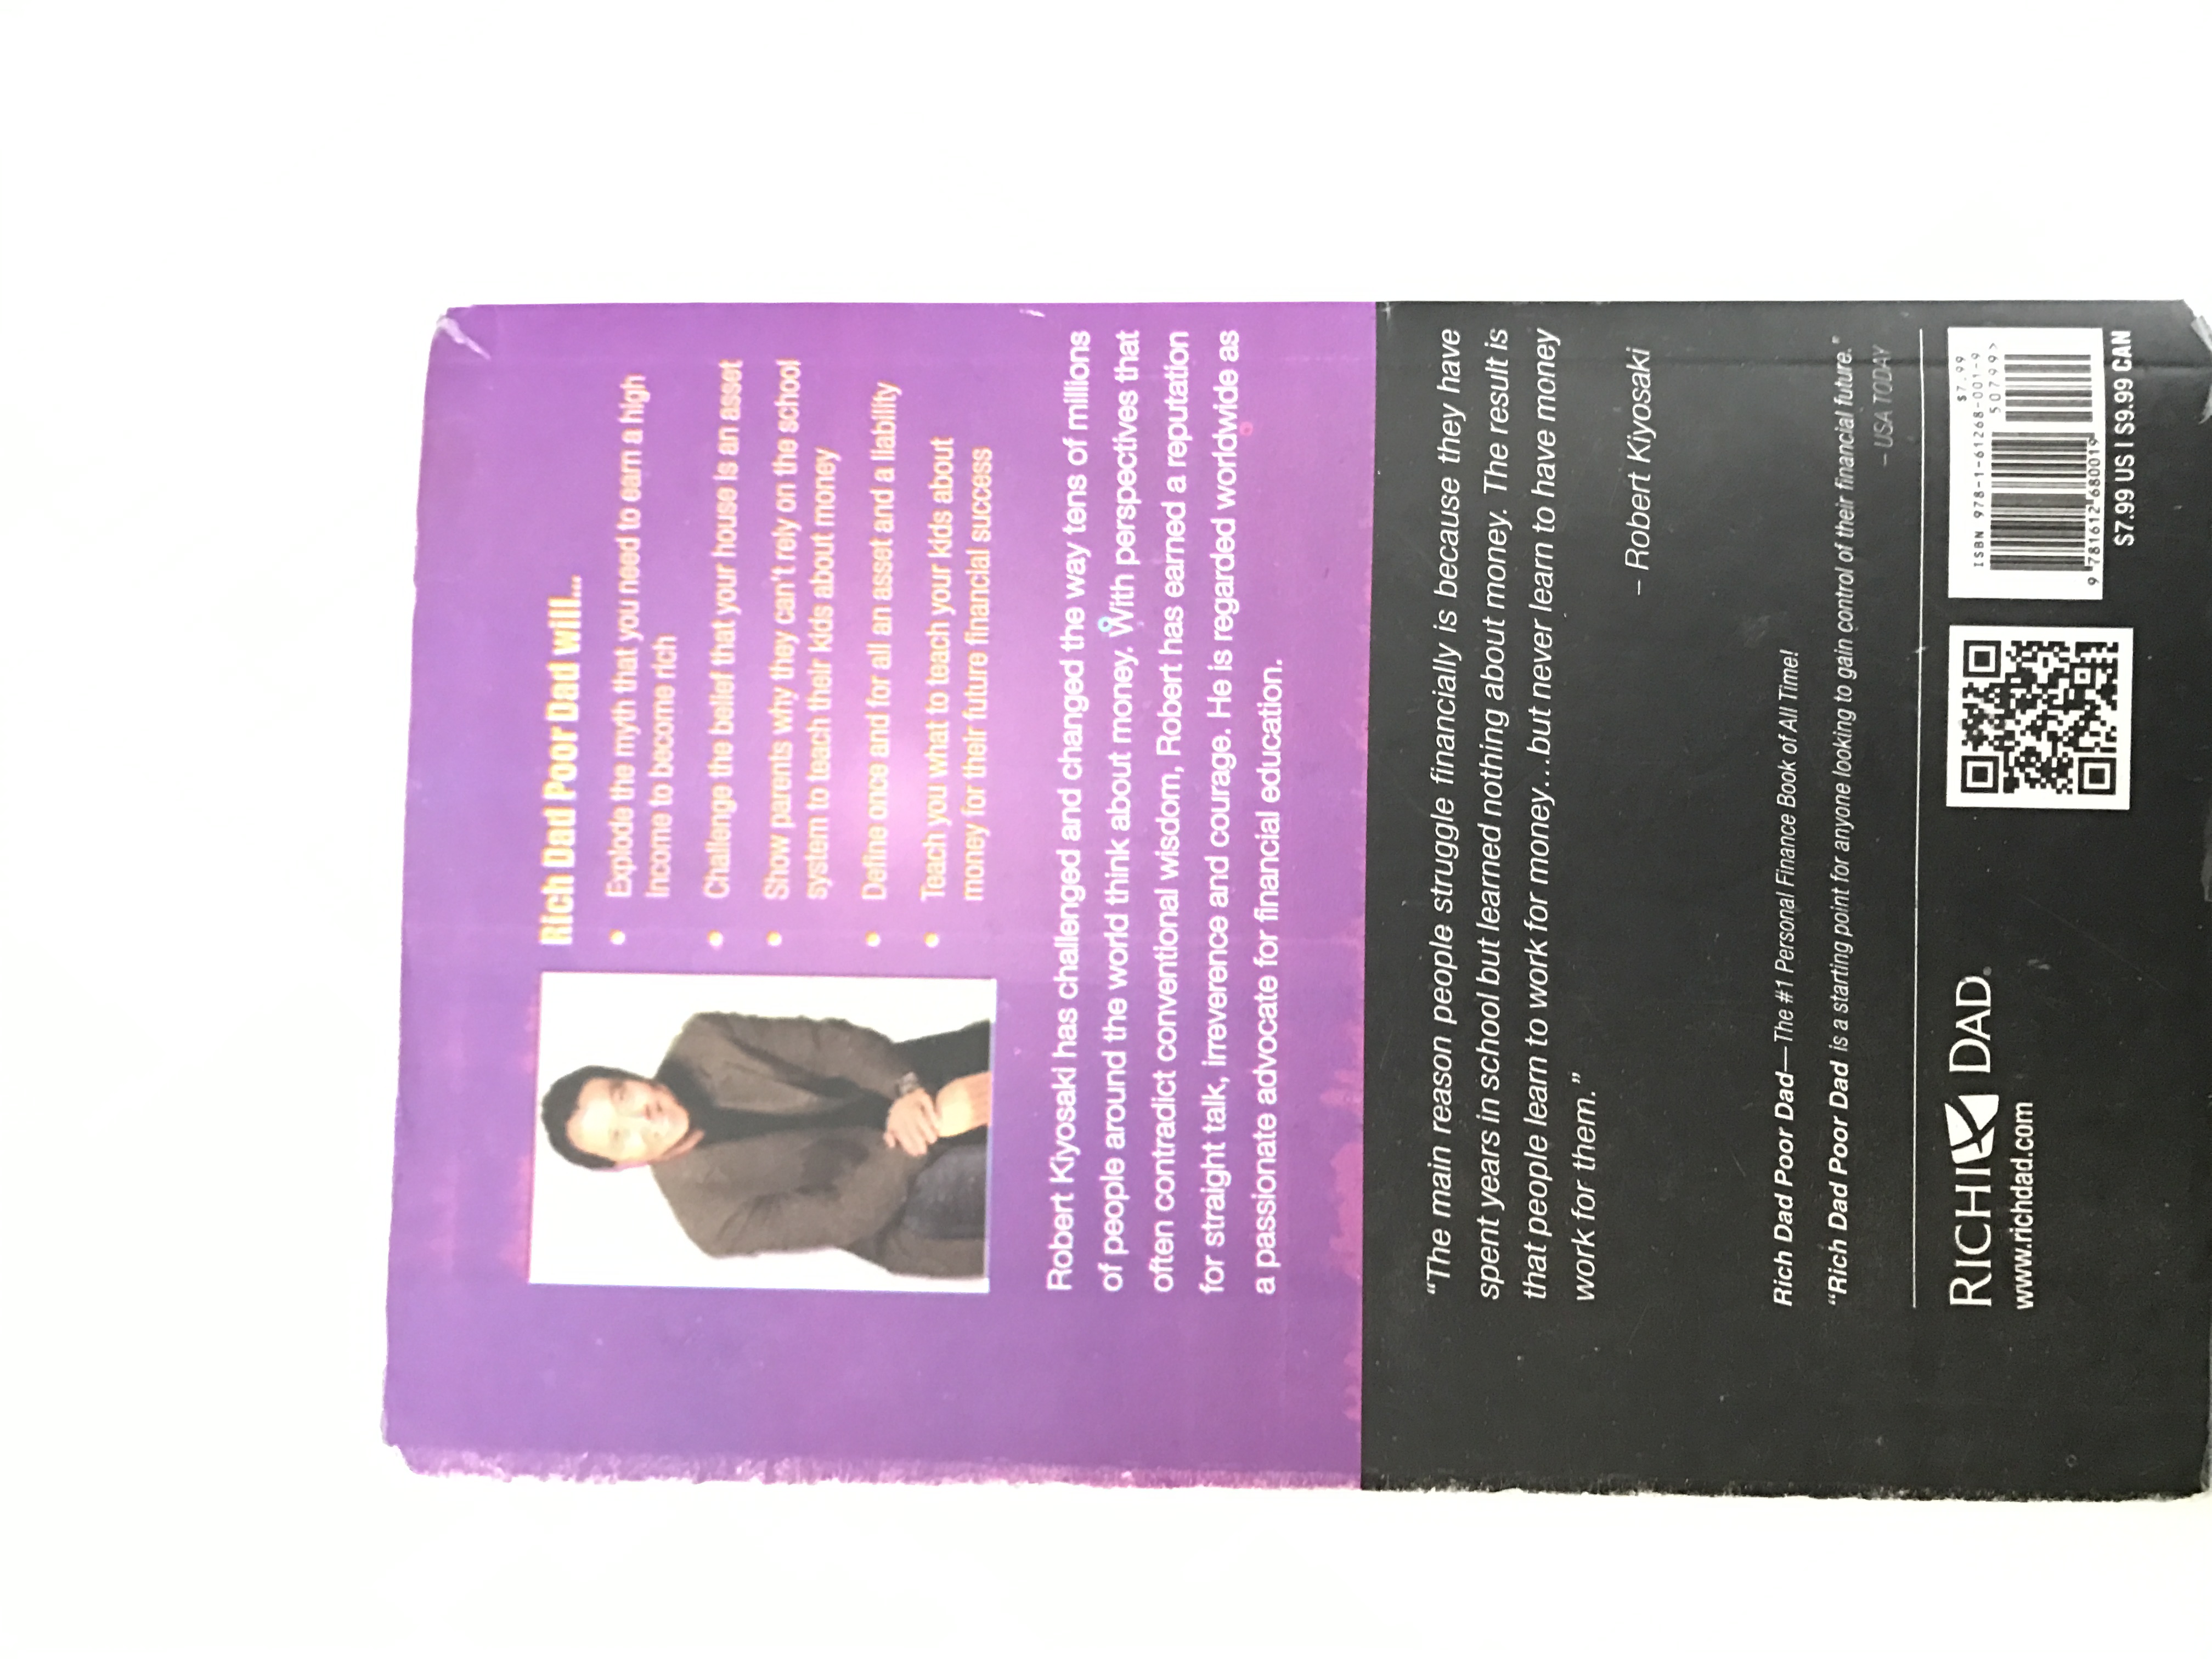 Rich Dad Poor Dad will...
• Explode the myth that you need to earn a high
income to become rich
• Challenge the belief that your house is an asset
• Show parents why they can't rely on the school
system to teach their kids about money
• Define once and for all an asset and a liability
• Teach you what to teach your kids about
money for their future financial success
Robert Kiyosaki has challenged and changed the way tens of millions
of people around the world think about money. With perspectives that
often contradict conventional wisdom, Robert has earned a reputation
for straight talk, irreverence and courage. He is regarded worldwide as
a passionate advocate for financial education.
“The main reason people struggle financially is because they have
spent years in school but learned nothing about money. The result is
that people learn to work for money…but never learn to have money
work for them.”
– Robert Kiyosaki
Rich Dad Poor Dad—The #1 Personal Finance Book of All Time!
“Rich Dad Poor Dad is a starting point for anyone looking to gain control of their financial future.”
– USA TODAY
RICH DAD.
www.richdad.com
$7.99
ISBN 978-1-61268-001-9
50799>
9 781612 680019
$7.99 US | $9.99 CAN